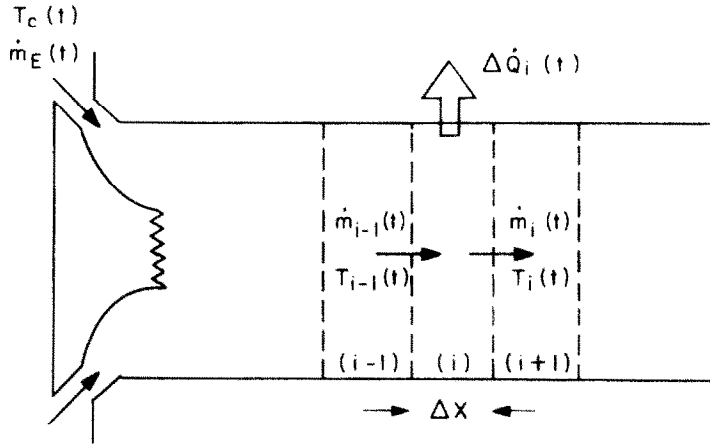 T_c (t)
ṁ_E (t)
ΔQ̇_i (t)
ṁ_{i-1}(t)
ṁ_i (t)
T_{i-1}(t)
T_i(t)
(i-1)
(i)
(i+1)
ΔX